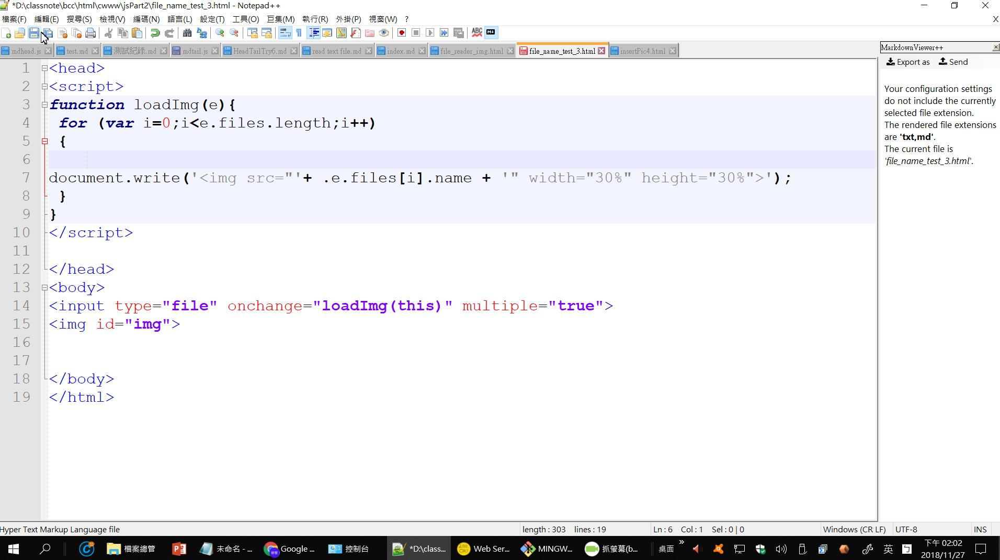 *D:\classnote\bcc\html\cwww\jsPart2\file_name_test_3.html - Notepad++
檔案(F) 編輯(E) 搜尋(S) 檢視(V) 編碼(N) 語言(L) 設定(T) 工具(O) 巨集(M) 執行(R) 外掛(P) 視窗(W) ? X
ABC
mdhead.js test.md 測試紀錄.md mdtail.js HeadTailTry6.md read text file.md index.md file_reader_img.html file_name_test_3.html insertPic4.html
1 <head>
2 <script>
3 function loadImg(e){
4 for (var i=0;i<e.files.length;i++)
5 {
6
7 document.write('<img src="'+ .e.files[i].name + '" width="30%" height="30%">');
8 }
9 }
10 </script>
11
12 </head>
13 <body>
14 <input type="file" onchange="loadImg(this)" multiple="true">
15 <img id="img">
16
17
18 </body>
19 </html>
MarkdownViewer++
Export as Send
Your configuration settings
do not include the currently
selected file extension.
The rendered file extensions
are 'txt,md'.
The current file is
'file_name_test_3.html'.
Hyper Text Markup Language file length : 303 lines : 19 Ln : 6 Col : 1 Sel : 0 | 0 Windows (CR LF) UTF-8 INS
檔案總管 未命名 - ... Google ... 控制台 *D:\class... Web Ser... MINGW... 抓螢幕(b... 桌面 » 英 ㄅ 下午 02:02
2018/11/27